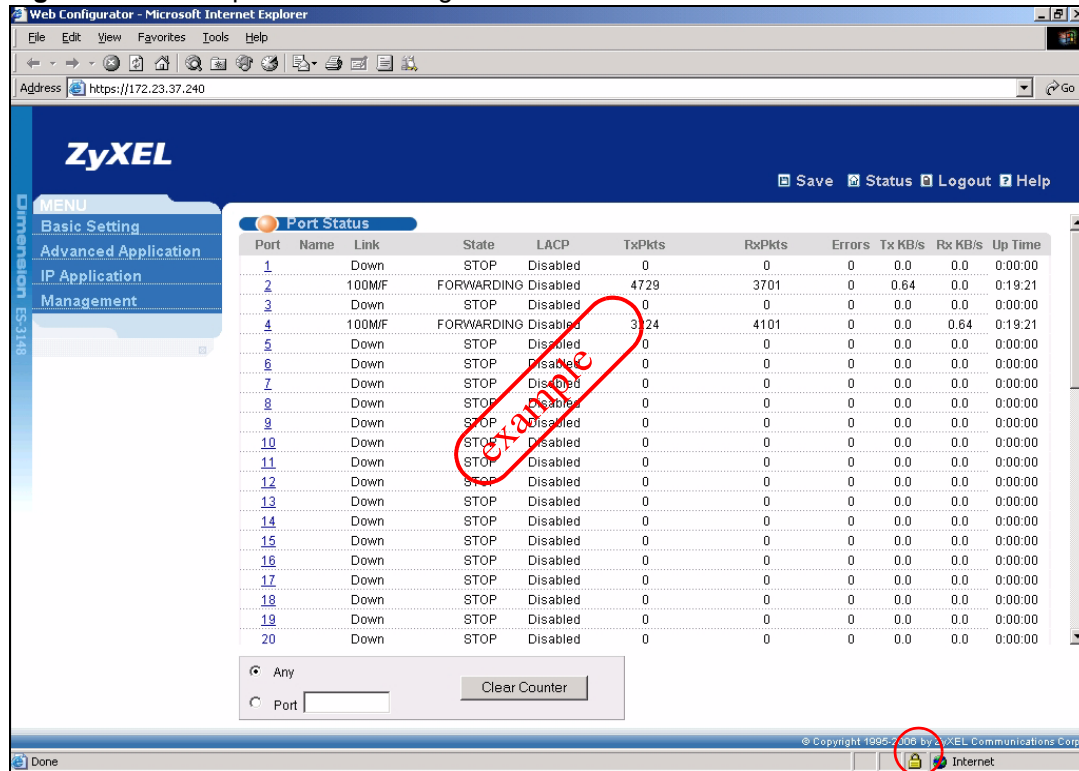 Web Configurator - Microsoft Internet Explorer
File Edit View Favorites Tools Help
Address https://172.23.37.240 Go
ZyXEL
Save Status Logout Help
Dimension ES-3148
MENU
Basic Setting
Advanced Application
IP Application
Management
Port Status
Port Name Link State LACP TxPkts RxPkts Errors Tx KB/s Rx KB/s Up Time
1 Down STOP Disabled 0 0 0 0.0 0.0 0:00:00
2 100M/F FORWARDING Disabled 4729 3701 0 0.64 0.0 0:19:21
3 Down STOP Disabled 0 0 0 0.0 0.0 0:00:00
4 100M/F FORWARDING Disabled 3224 4101 0 0.0 0.64 0:19:21
5 Down STOP Disabled 0 0 0 0.0 0.0 0:00:00
6 Down STOP Disabled 0 0 0 0.0 0.0 0:00:00
7 Down STOP Disabled 0 0 0 0.0 0.0 0:00:00
8 Down STOP Disabled 0 0 0 0.0 0.0 0:00:00
9 Down STOP Disabled 0 0 0 0.0 0.0 0:00:00
10 Down STOP Disabled 0 0 0 0.0 0.0 0:00:00
11 Down STOP Disabled 0 0 0 0.0 0.0 0:00:00
12 Down STOP Disabled 0 0 0 0.0 0.0 0:00:00
13 Down STOP Disabled 0 0 0 0.0 0.0 0:00:00
14 Down STOP Disabled 0 0 0 0.0 0.0 0:00:00
15 Down STOP Disabled 0 0 0 0.0 0.0 0:00:00
16 Down STOP Disabled 0 0 0 0.0 0.0 0:00:00
17 Down STOP Disabled 0 0 0 0.0 0.0 0:00:00
18 Down STOP Disabled 0 0 0 0.0 0.0 0:00:00
19 Down STOP Disabled 0 0 0 0.0 0.0 0:00:00
20 Down STOP Disabled 0 0 0 0.0 0.0 0:00:00
example
Any
Port
Clear Counter
© Copyright 1995-2006 by ZyXEL Communications Corp
Done Internet